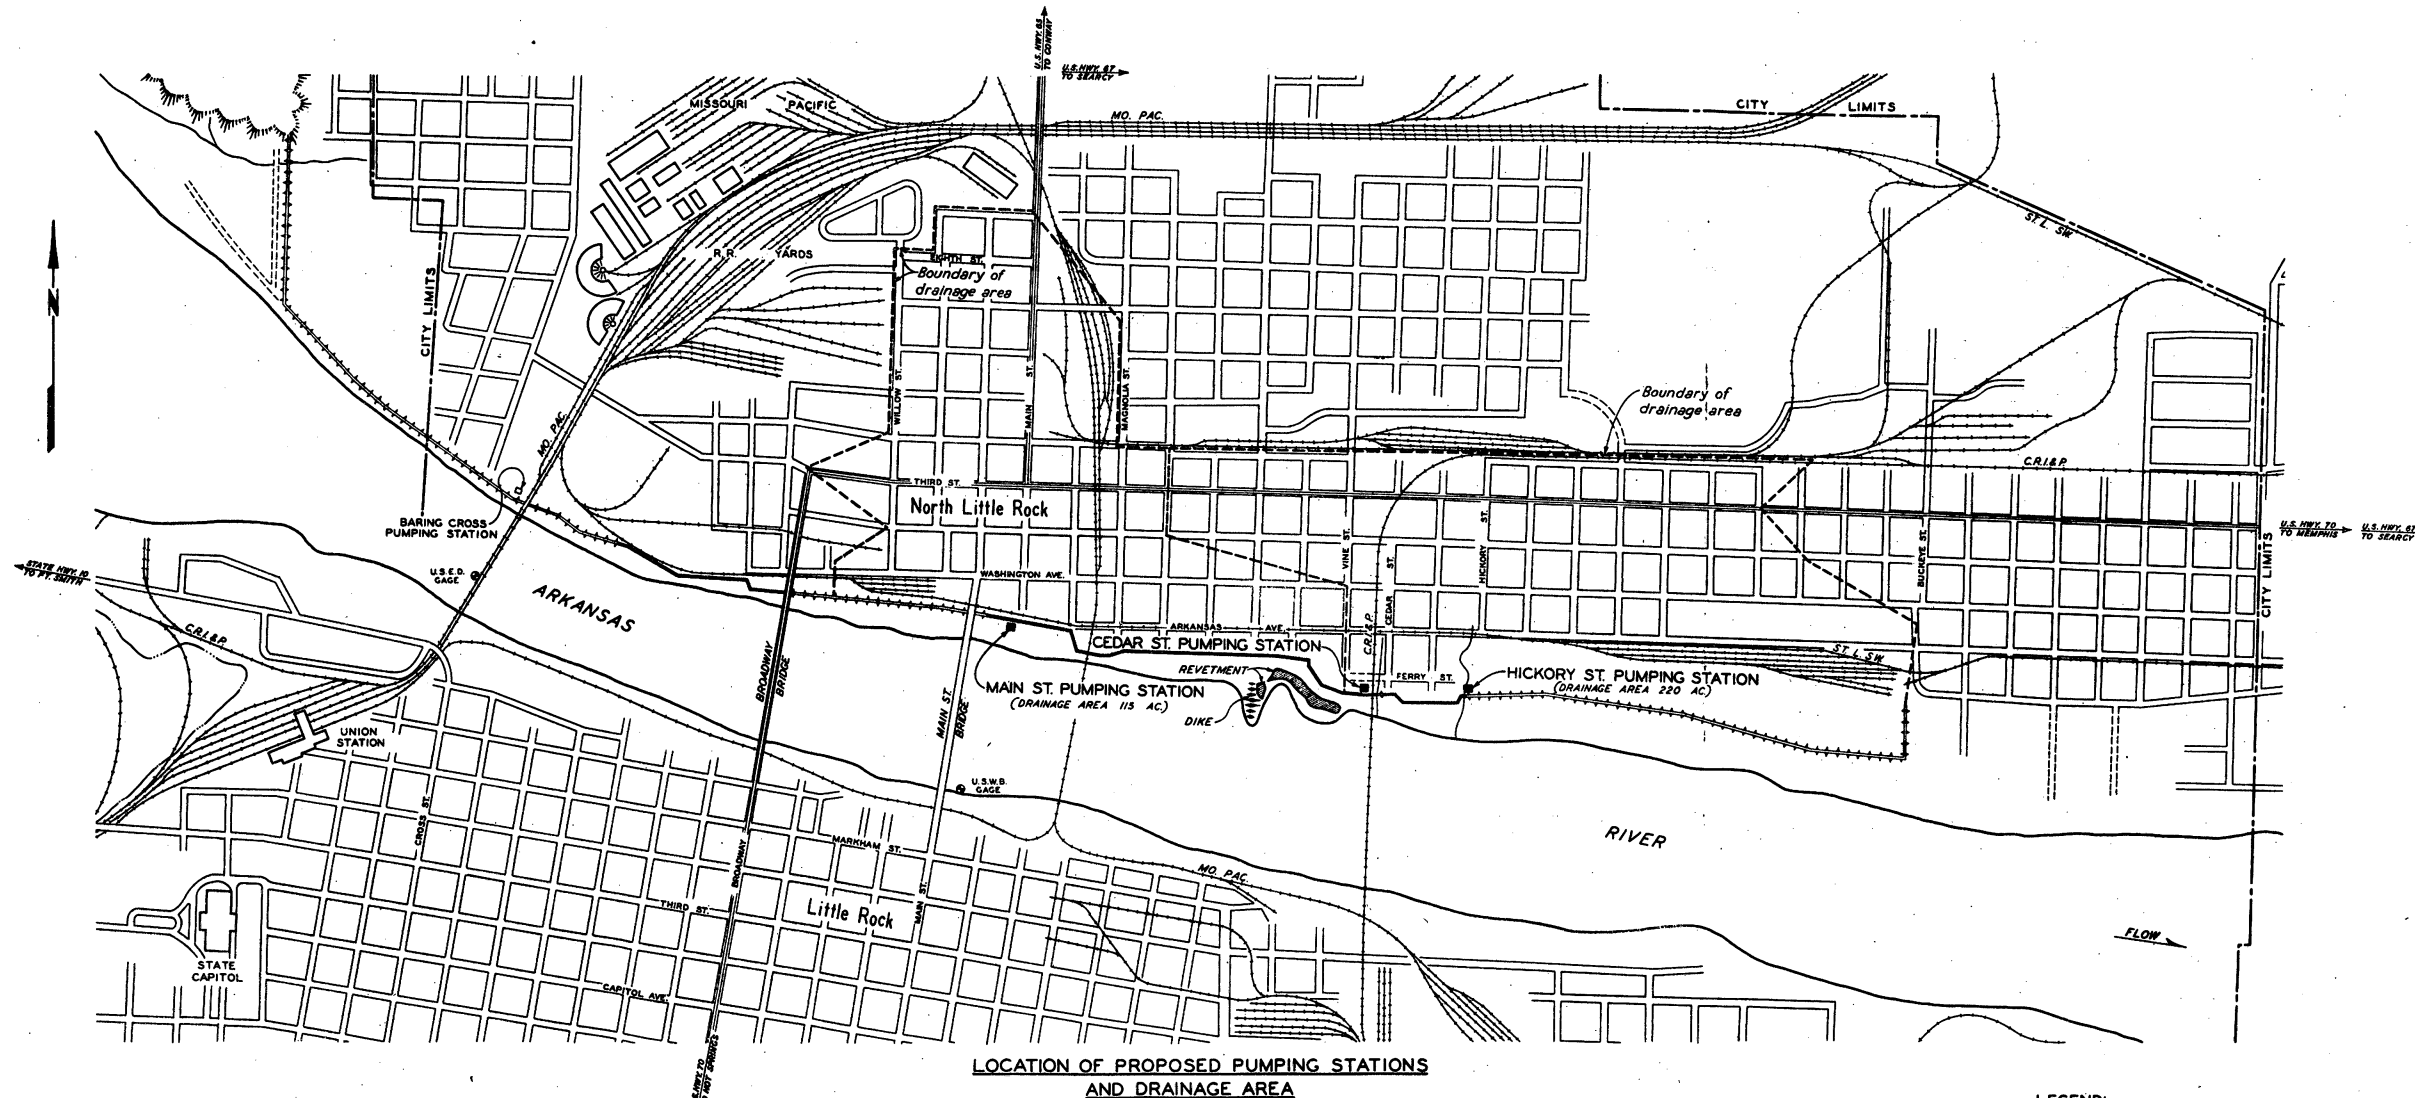 U.S. HWY. 65
TO CONWAY
U.S. HWY. 67
TO SEARCY
MISSOURI PACIFIC
MO. PAC.
CITY LIMITS
ST. L. SW.
R.R. YARDS
EIGHTH ST.
Boundary of
drainage area
N
CITY LIMITS
WILLOW ST.
MAIN ST.
MAGNOLIA ST.
Boundary of
drainage area
MO. PAC.
C.R.I.&P.
THIRD ST.
North Little Rock
BARING CROSS
PUMPING STATION
VINE ST.
CEDAR ST.
HICKORY ST.
BUCKEYE ST.
CITY LIMITS
U.S. HWY. 70
TO MEMPHIS
U.S. HWY. 67
TO SEARCY
STATE HWY. 10
TO FT. SMITH
U.S.E.D.
GAGE
WASHINGTON AVE.
ARKANSAS
C.R.I.&P.
ARKANSAS AVE.
CEDAR ST. PUMPING STATION
C.R.I.&P.
ST. L. SW.
REVETMENT
FERRY ST.
HICKORY ST. PUMPING STATION
(DRAINAGE AREA 220 AC.)
MAIN ST. PUMPING STATION
(DRAINAGE AREA 115 AC.)
BROADWAY
BRIDGE
MAIN ST.
BRIDGE
DIKE
UNION
STATION
U.S.W.B.
GAGE
CROSS ST.
MARKHAM ST.
RIVER
BROADWAY
MO. PAC.
THIRD ST.
Little Rock
MAIN ST.
FLOW
STATE
CAPITOL
CAPITOL AVE.
HWY. 70
HOT SPRINGS
LOCATION OF PROPOSED PUMPING STATIONS
AND DRAINAGE AREA